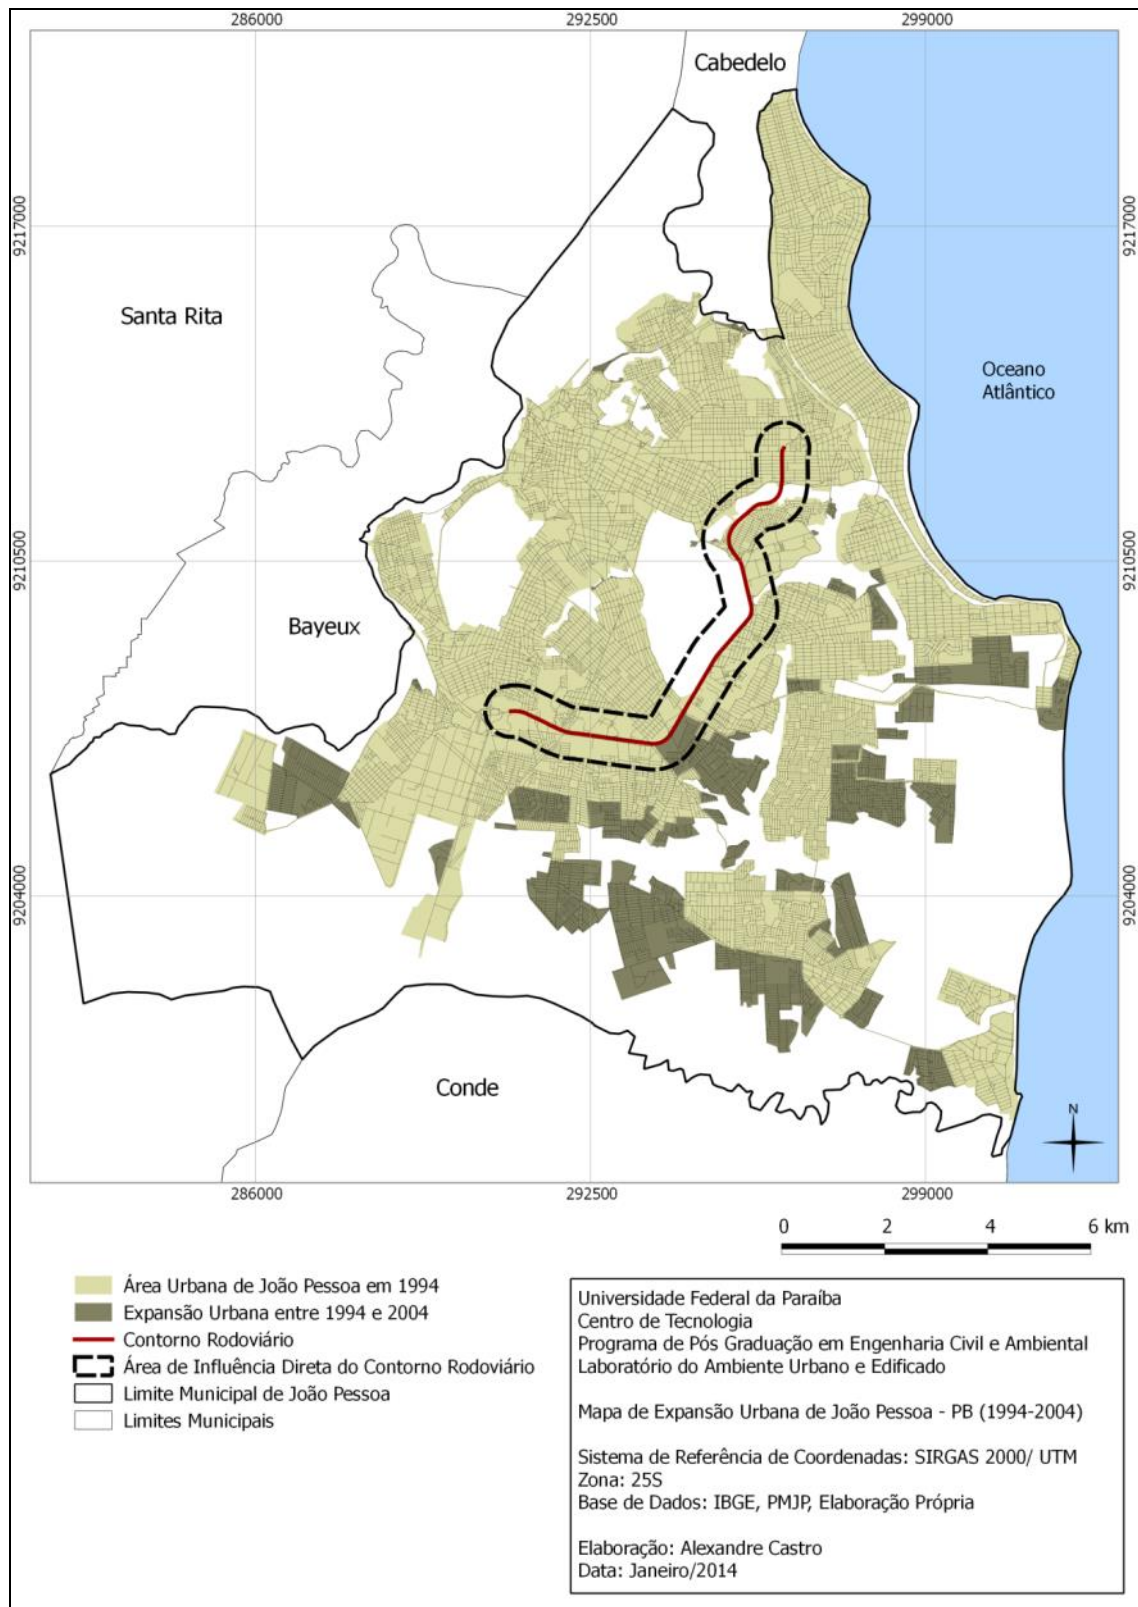 286000
292500
299000
Cabedelo
9217000
9217000
Santa Rita
Oceano
Atlântico
9210500
9210500
Bayeux
9204000
9204000
Conde
N
286000
292500
299000
0 2 4 6 km
Área Urbana de João Pessoa em 1994
Expansão Urbana entre 1994 e 2004
Contorno Rodoviário
Área de Influência Direta do Contorno Rodoviário
Limite Municipal de João Pessoa
Limites Municipais
Universidade Federal da Paraíba
Centro de Tecnologia
Programa de Pós Graduação em Engenharia Civil e Ambiental
Laboratório do Ambiente Urbano e Edificado
Mapa de Expansão Urbana de João Pessoa - PB (1994-2004)
Sistema de Referência de Coordenadas: SIRGAS 2000/ UTM
Zona: 25S
Base de Dados: IBGE, PMJP, Elaboração Própria
Elaboração: Alexandre Castro
Data: Janeiro/2014